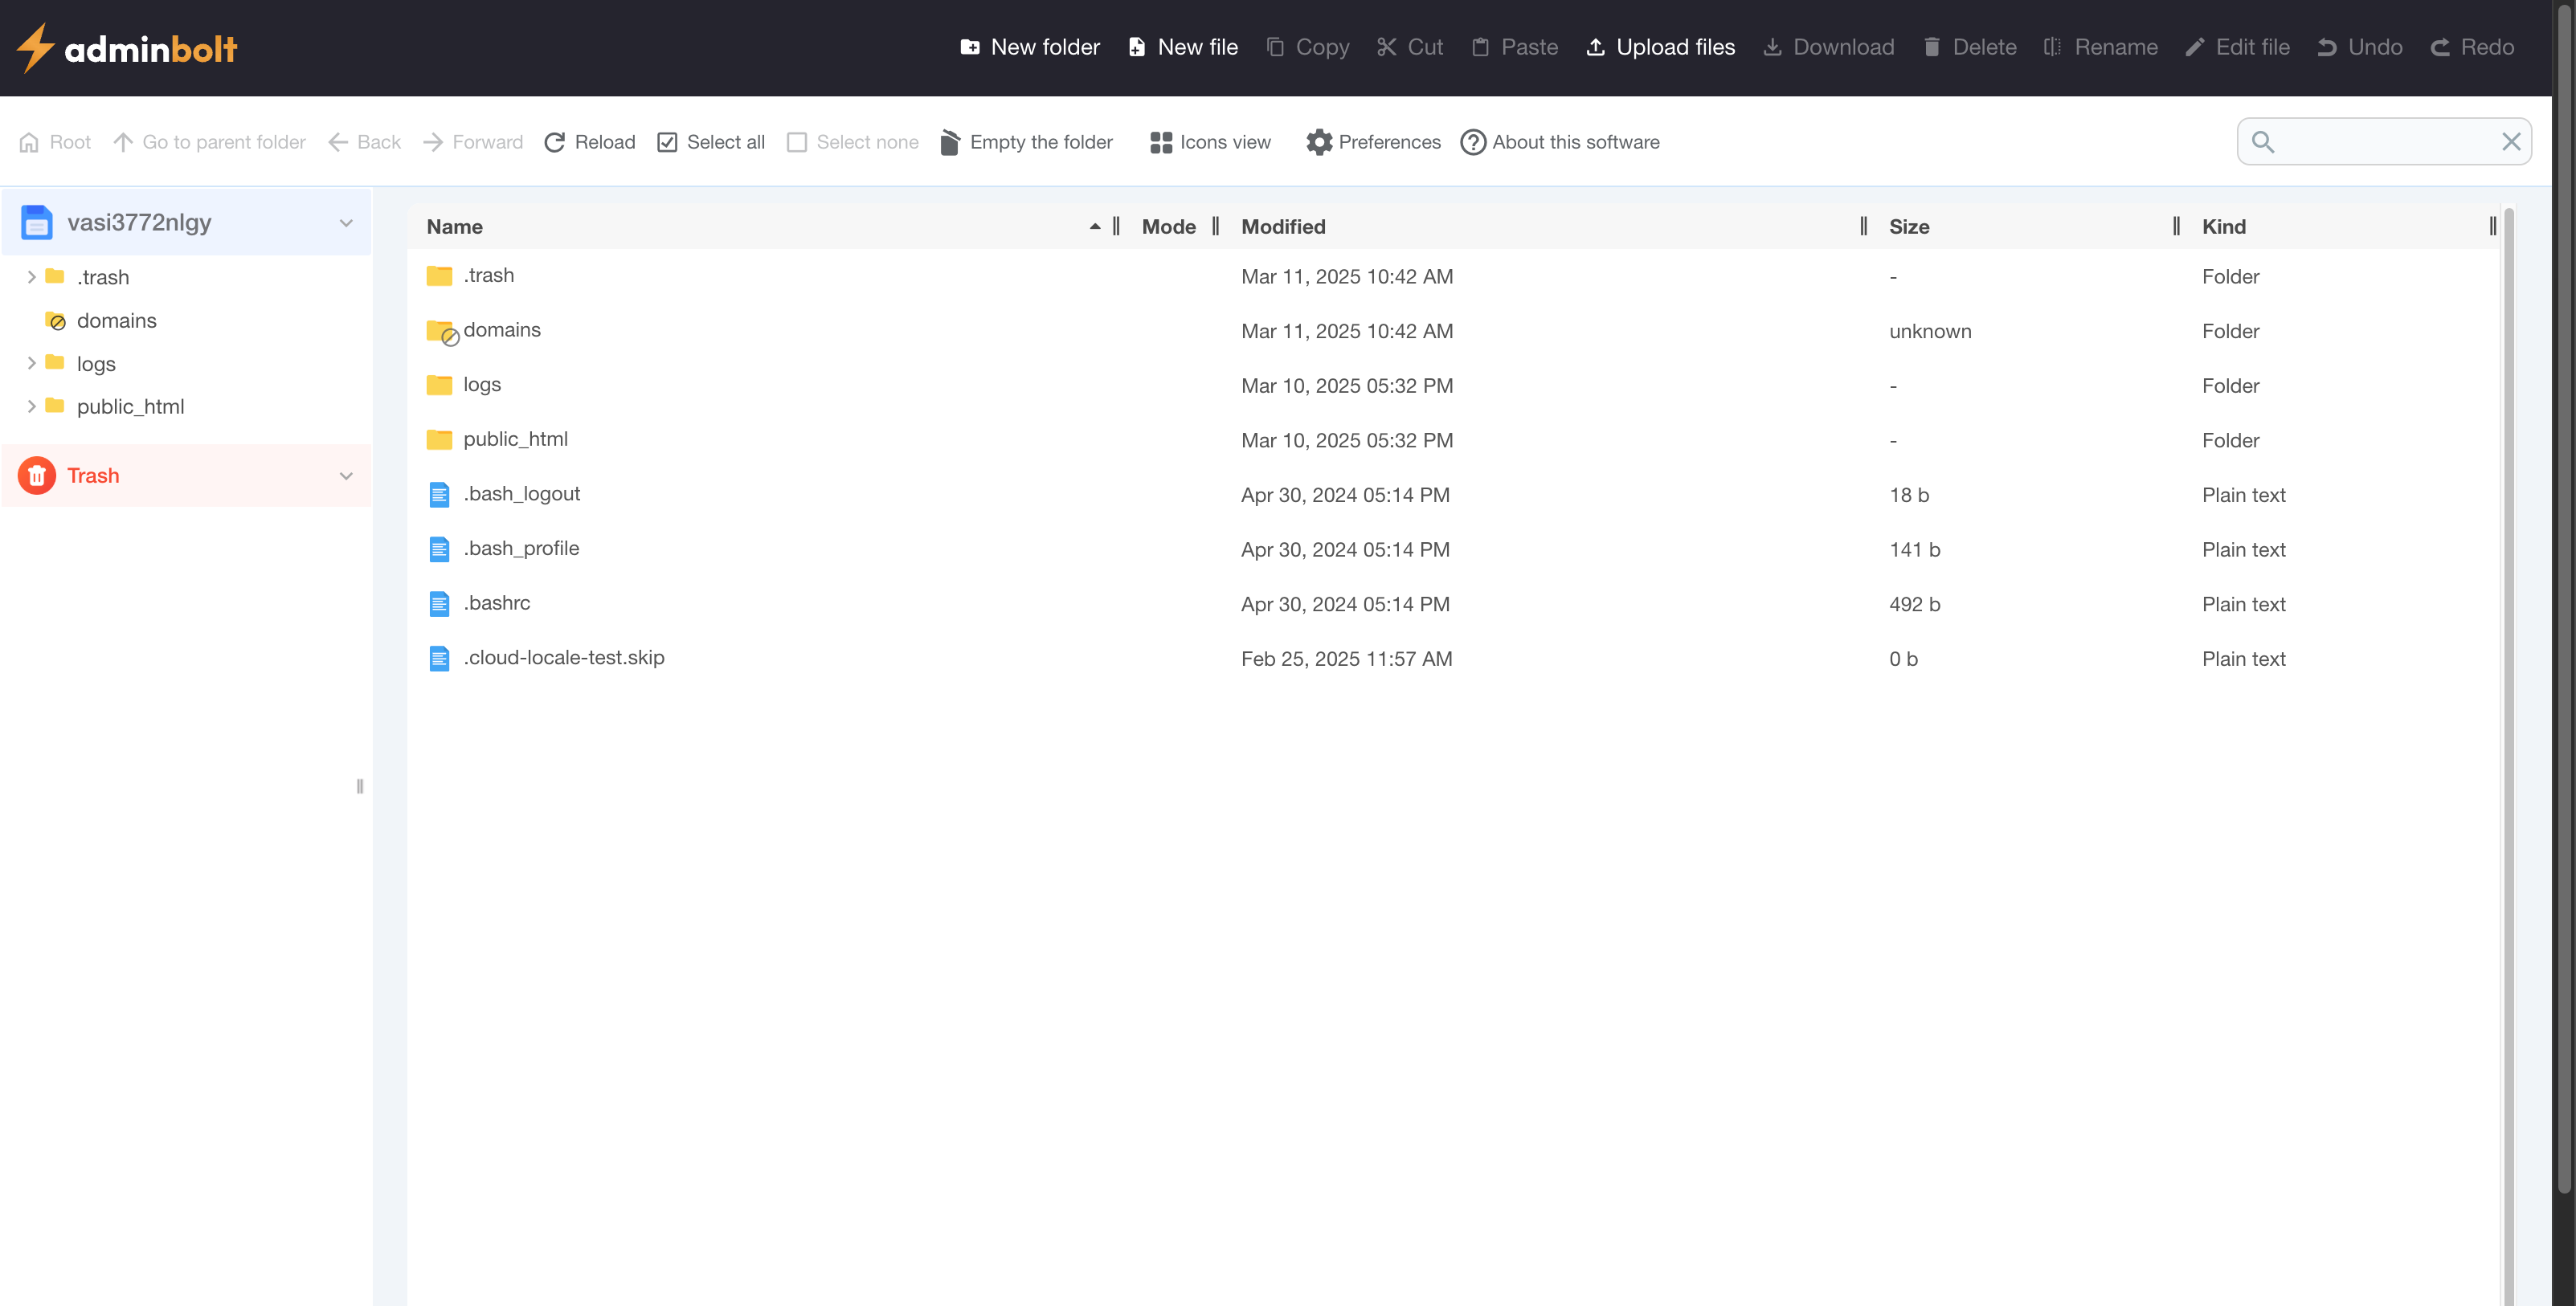 adminbolt
New folder New file Copy Cut Paste Upload files Download Delete Rename Edit file Undo Redo
Root Go to parent folder Back Forward Reload Select all Select none Empty the folder Icons view Preferences About this software
vasi3772nlgy
.trash
domains
logs
public_html
Trash
Name Mode Modified Size Kind
.trash Mar 11, 2025 10:42 AM - Folder
domains Mar 11, 2025 10:42 AM unknown Folder
logs Mar 10, 2025 05:32 PM - Folder
public_html Mar 10, 2025 05:32 PM - Folder
.bash_logout Apr 30, 2024 05:14 PM 18 b Plain text
.bash_profile Apr 30, 2024 05:14 PM 141 b Plain text
.bashrc Apr 30, 2024 05:14 PM 492 b Plain text
.cloud-locale-test.skip Feb 25, 2025 11:57 AM 0 b Plain text